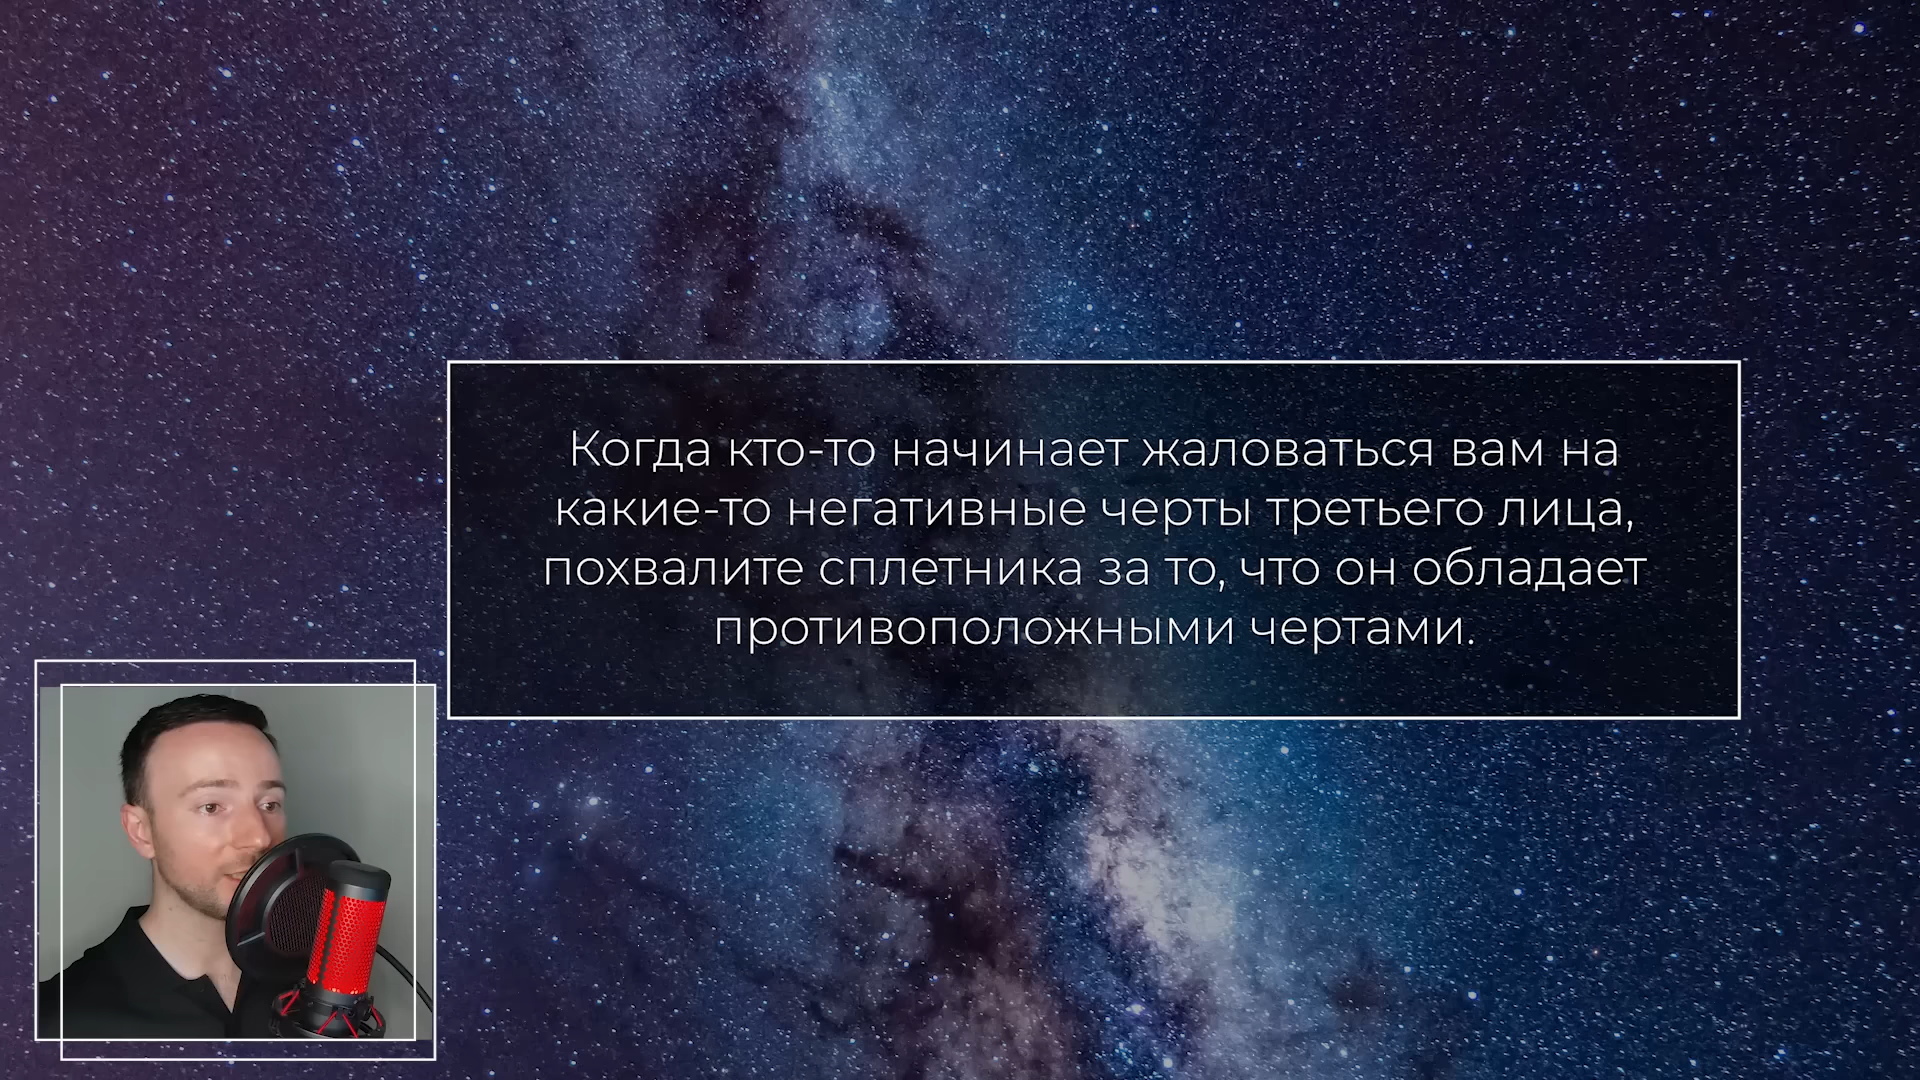 Когда кто-то начинает жаловаться вам на
какие-то негативные черты третьего лица,
похвалите сплетника за то, что он обладает
противоположными чертами.